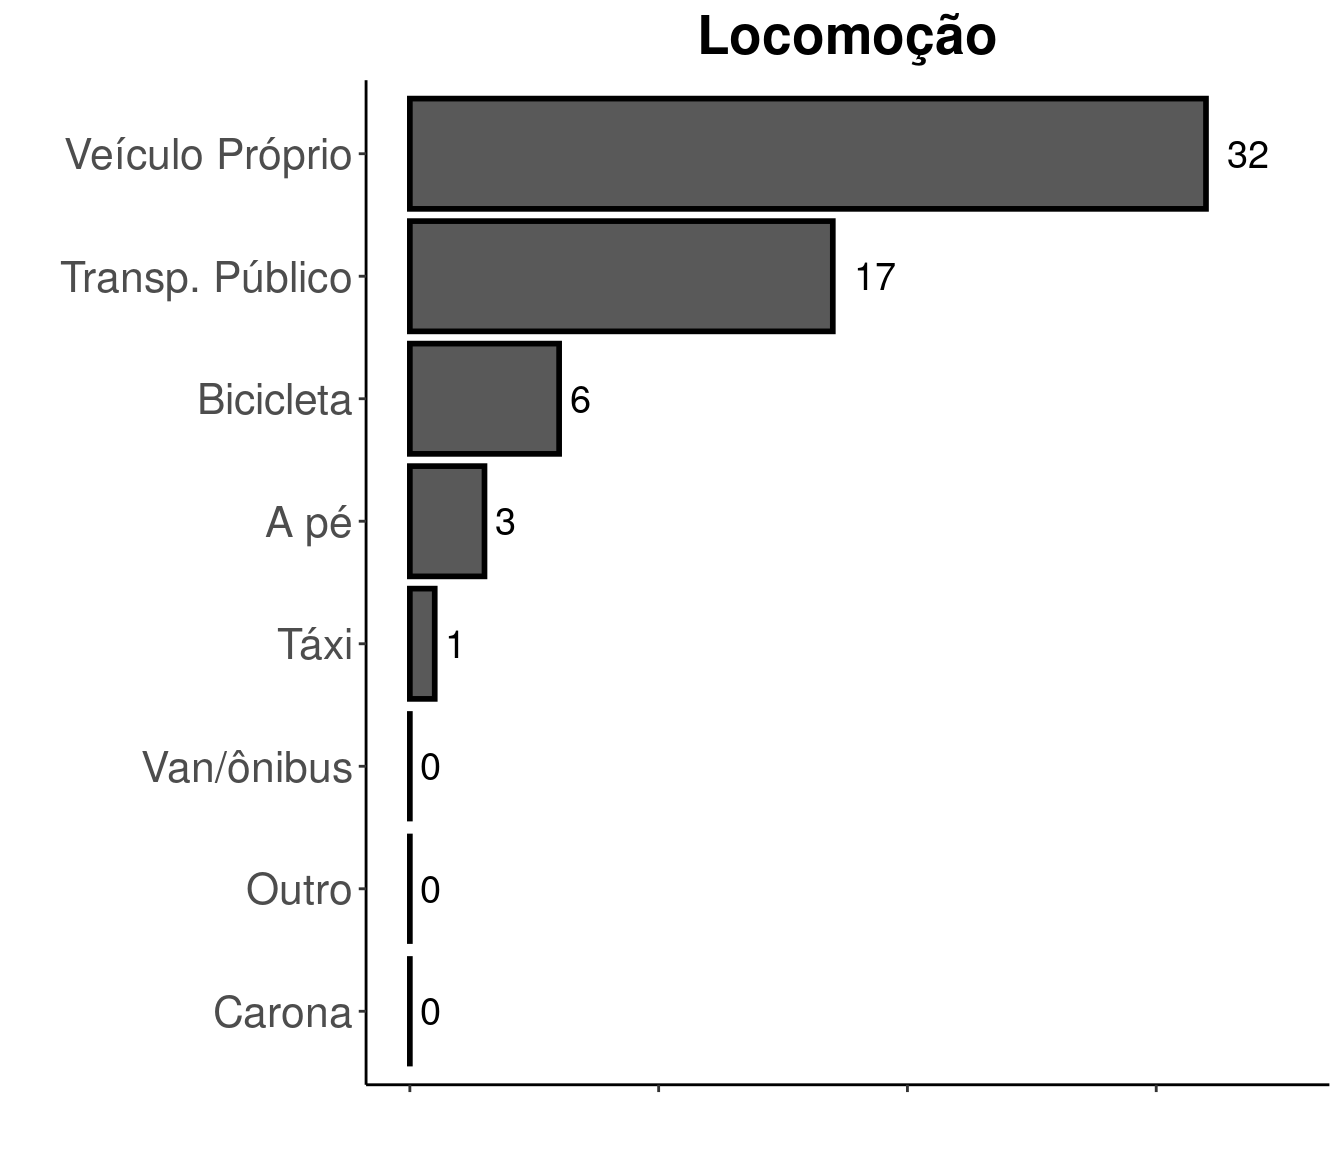 Locomoção
Veículo Próprio 32
Transp. Público 17
Bicicleta 6
A pé 3
Táxi 1
Van/ônibus 0
Outro 0
Carona 0